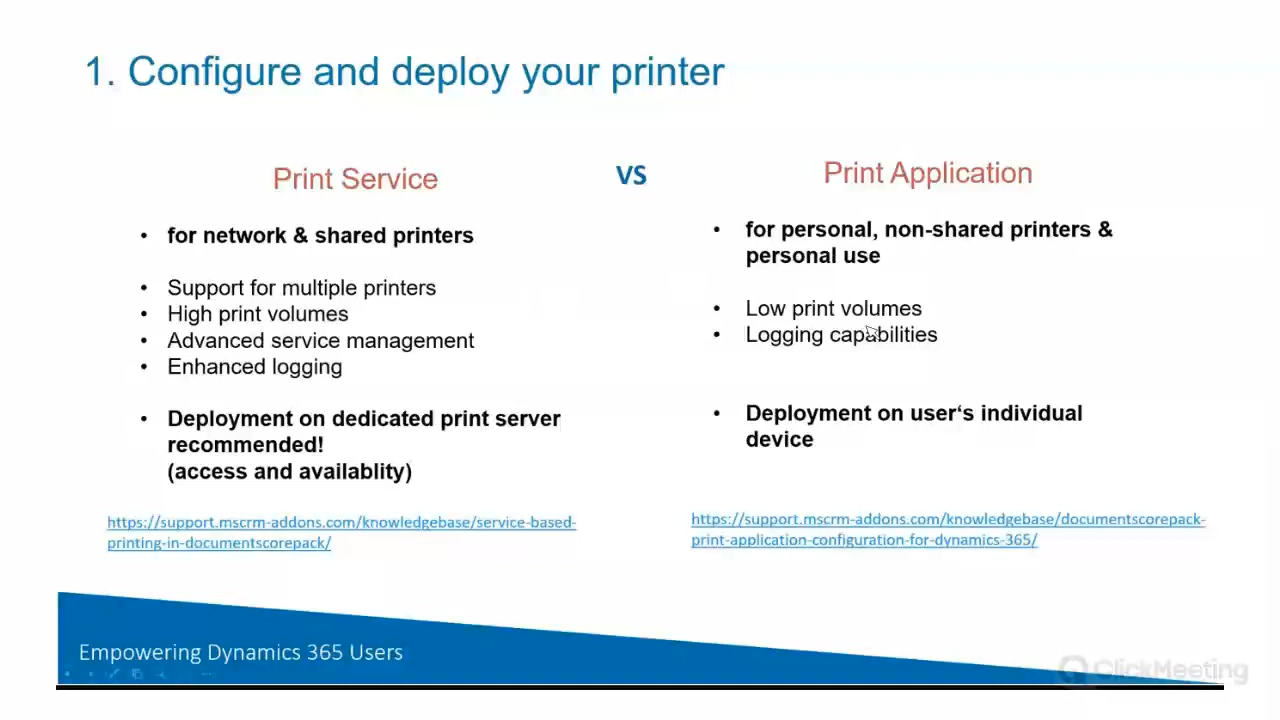 1. Configure and deploy your printer
Print Service
VS
Print Application
• for network & shared printers
• Support for multiple printers
• High print volumes
• Advanced service management
• Enhanced logging
• Deployment on dedicated print server
recommended!
(access and availablity)
https://support.mscrm-addons.com/knowledgebase/service-based-
printing-in-documentscorepack/
• for personal, non-shared printers &
personal use
• Low print volumes
• Logging capabilities
• Deployment on user‘s individual
device
https://support.mscrm-addons.com/knowledgebase/documentscorepack-
print-application-configuration-for-dynamics-365/
Empowering Dynamics 365 Users
ClickMeeting